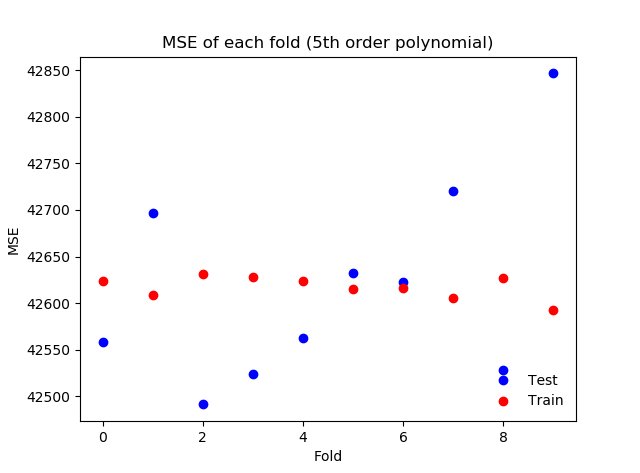 MSE of each fold (5th order polynomial)
42850
42800
42750
42700
42650
42600
42550
42500
MSE
Test
Train
0 2 4 6 8
Fold